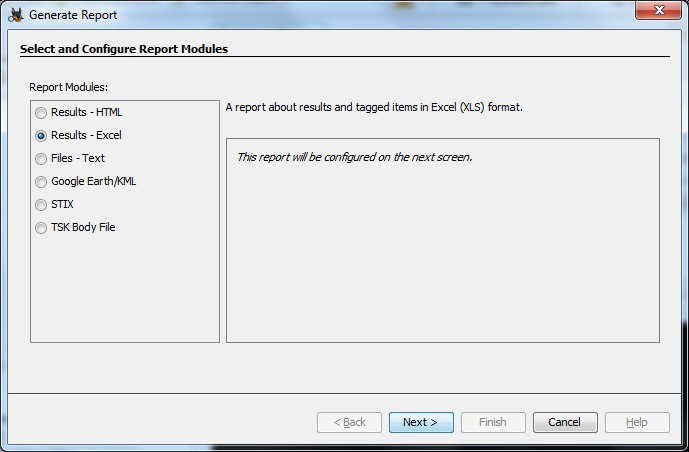 Generate Report
Select and Configure Report Modules
Report Modules:
Results - HTML
Results - Excel
Files - Text
Google Earth/KML
STIX
TSK Body File
A report about results and tagged items in Excel (XLS) format.
This report will be configured on the next screen.
< Back
Next >
Finish
Cancel
Help